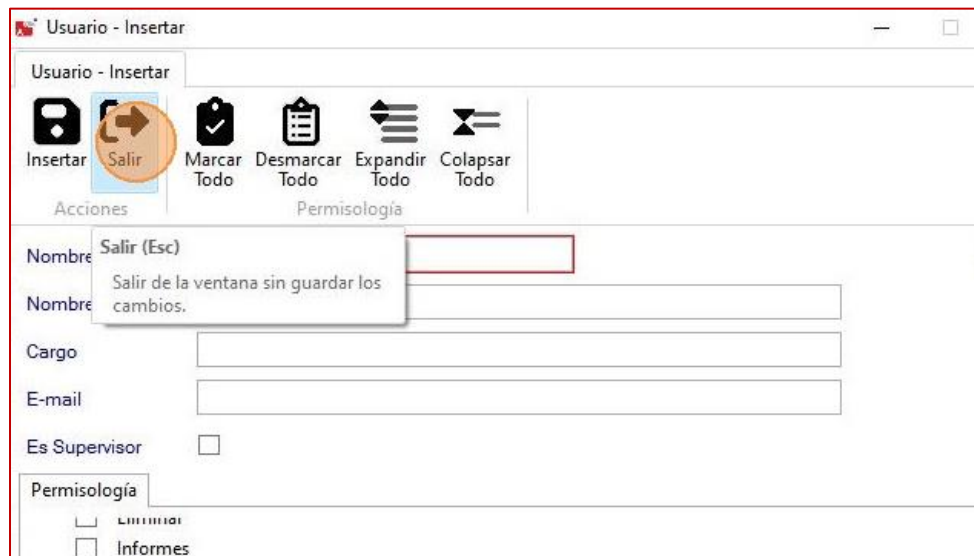 Usuario - Insertar
Usuario - Insertar
Insertar Salir Marcar Todo Desmarcar Todo Expandir Todo Colapsar Todo
Acciones Permisología
Salir (Esc)
Salir de la ventana sin guardar los
cambios.
Nombre
Nombre
Cargo
E-mail
Es Supervisor
Permisología
Eliminar
Informes